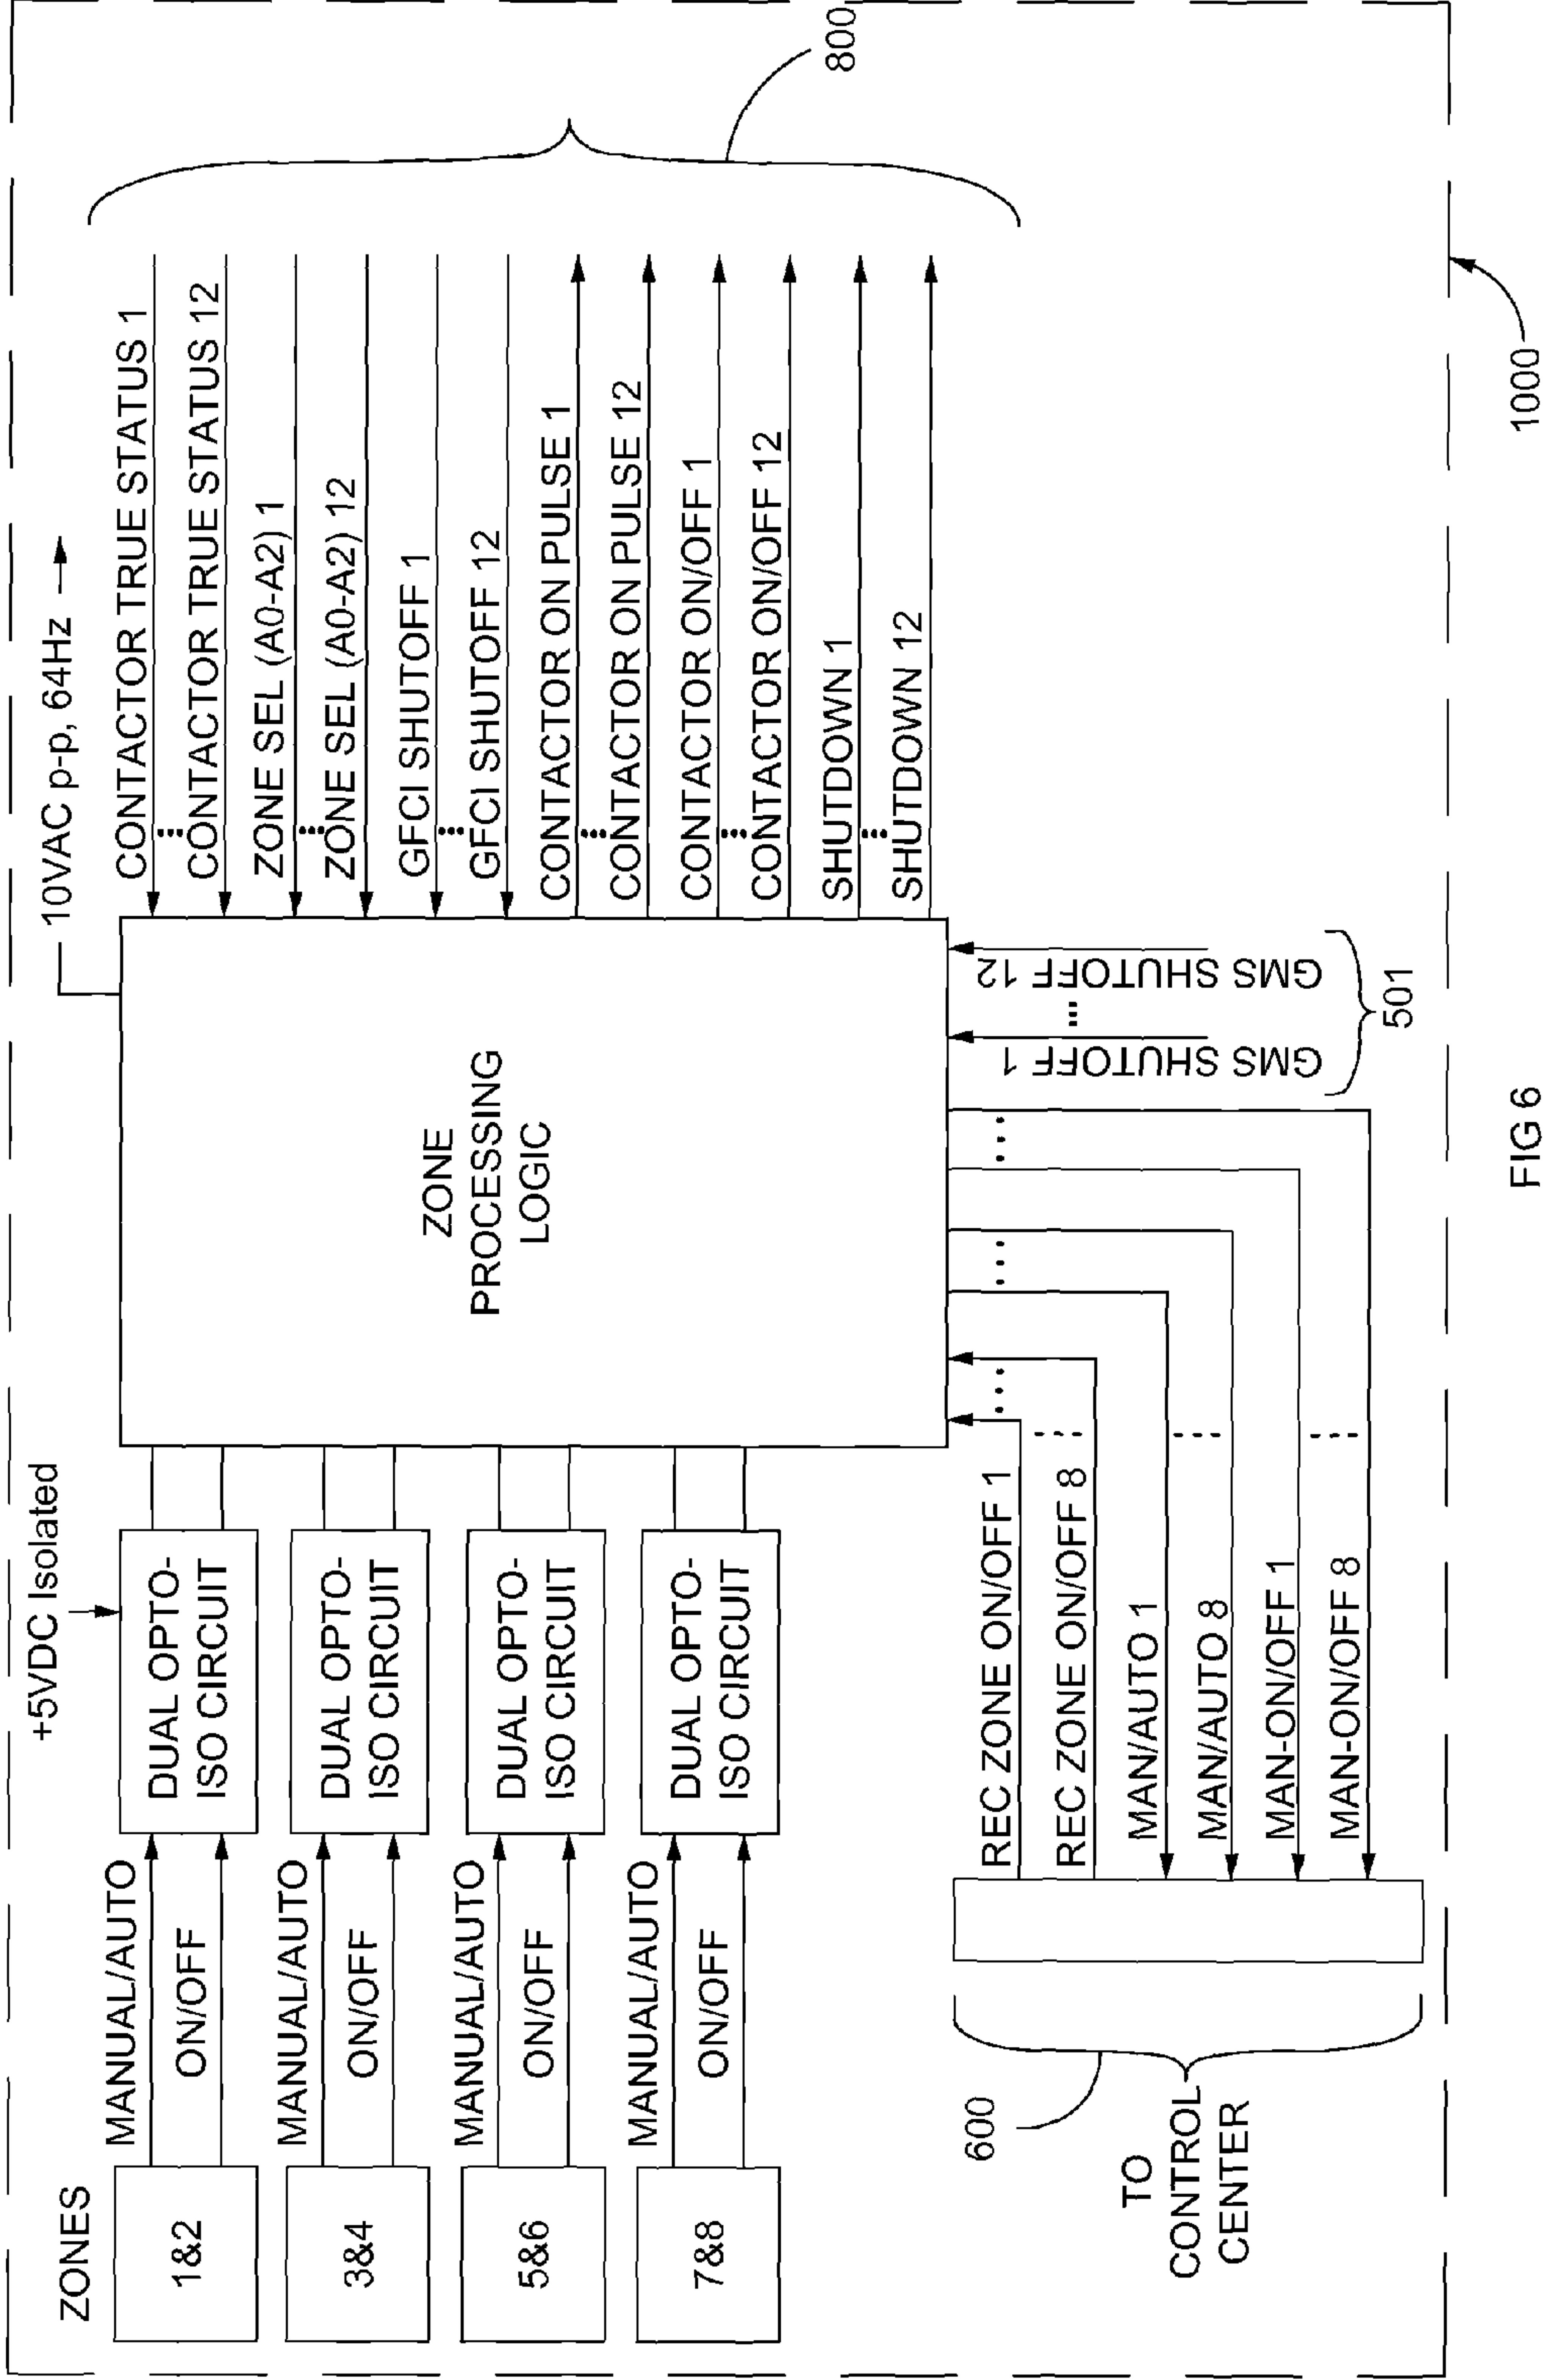 +5VDC Isolated
10VAC p-p, 64Hz
ZONES
1&2
MANUAL/AUTO
ON/OFF
DUAL OPTO-
ISO CIRCUIT
3&4
MANUAL/AUTO
ON/OFF
DUAL OPTO-
ISO CIRCUIT
5&6
MANUAL/AUTO
ON/OFF
DUAL OPTO-
ISO CIRCUIT
7&8
MANUAL/AUTO
ON/OFF
DUAL OPTO-
ISO CIRCUIT
ZONE
PROCESSING
LOGIC
CONTACTOR TRUE STATUS 1
CONTACTOR TRUE STATUS 12
ZONE SEL (A0-A2) 1
ZONE SEL (A0-A2) 12
GFCI SHUTOFF 1
GFCI SHUTOFF 12
CONTACTOR ON PULSE 1
CONTACTOR ON PULSE 12
CONTACTOR ON/OFF 1
CONTACTOR ON/OFF 12
SHUTDOWN 1
SHUTDOWN 12
800
600
TO
CONTROL
CENTER
REC ZONE ON/OFF 1
REC ZONE ON/OFF 8
MAN/AUTO 1
MAN/AUTO 8
MAN-ON/OFF 1
MAN-ON/OFF 8
GMS SHUTOFF 1
GMS SHUTOFF 12
501
1000
FIG 6